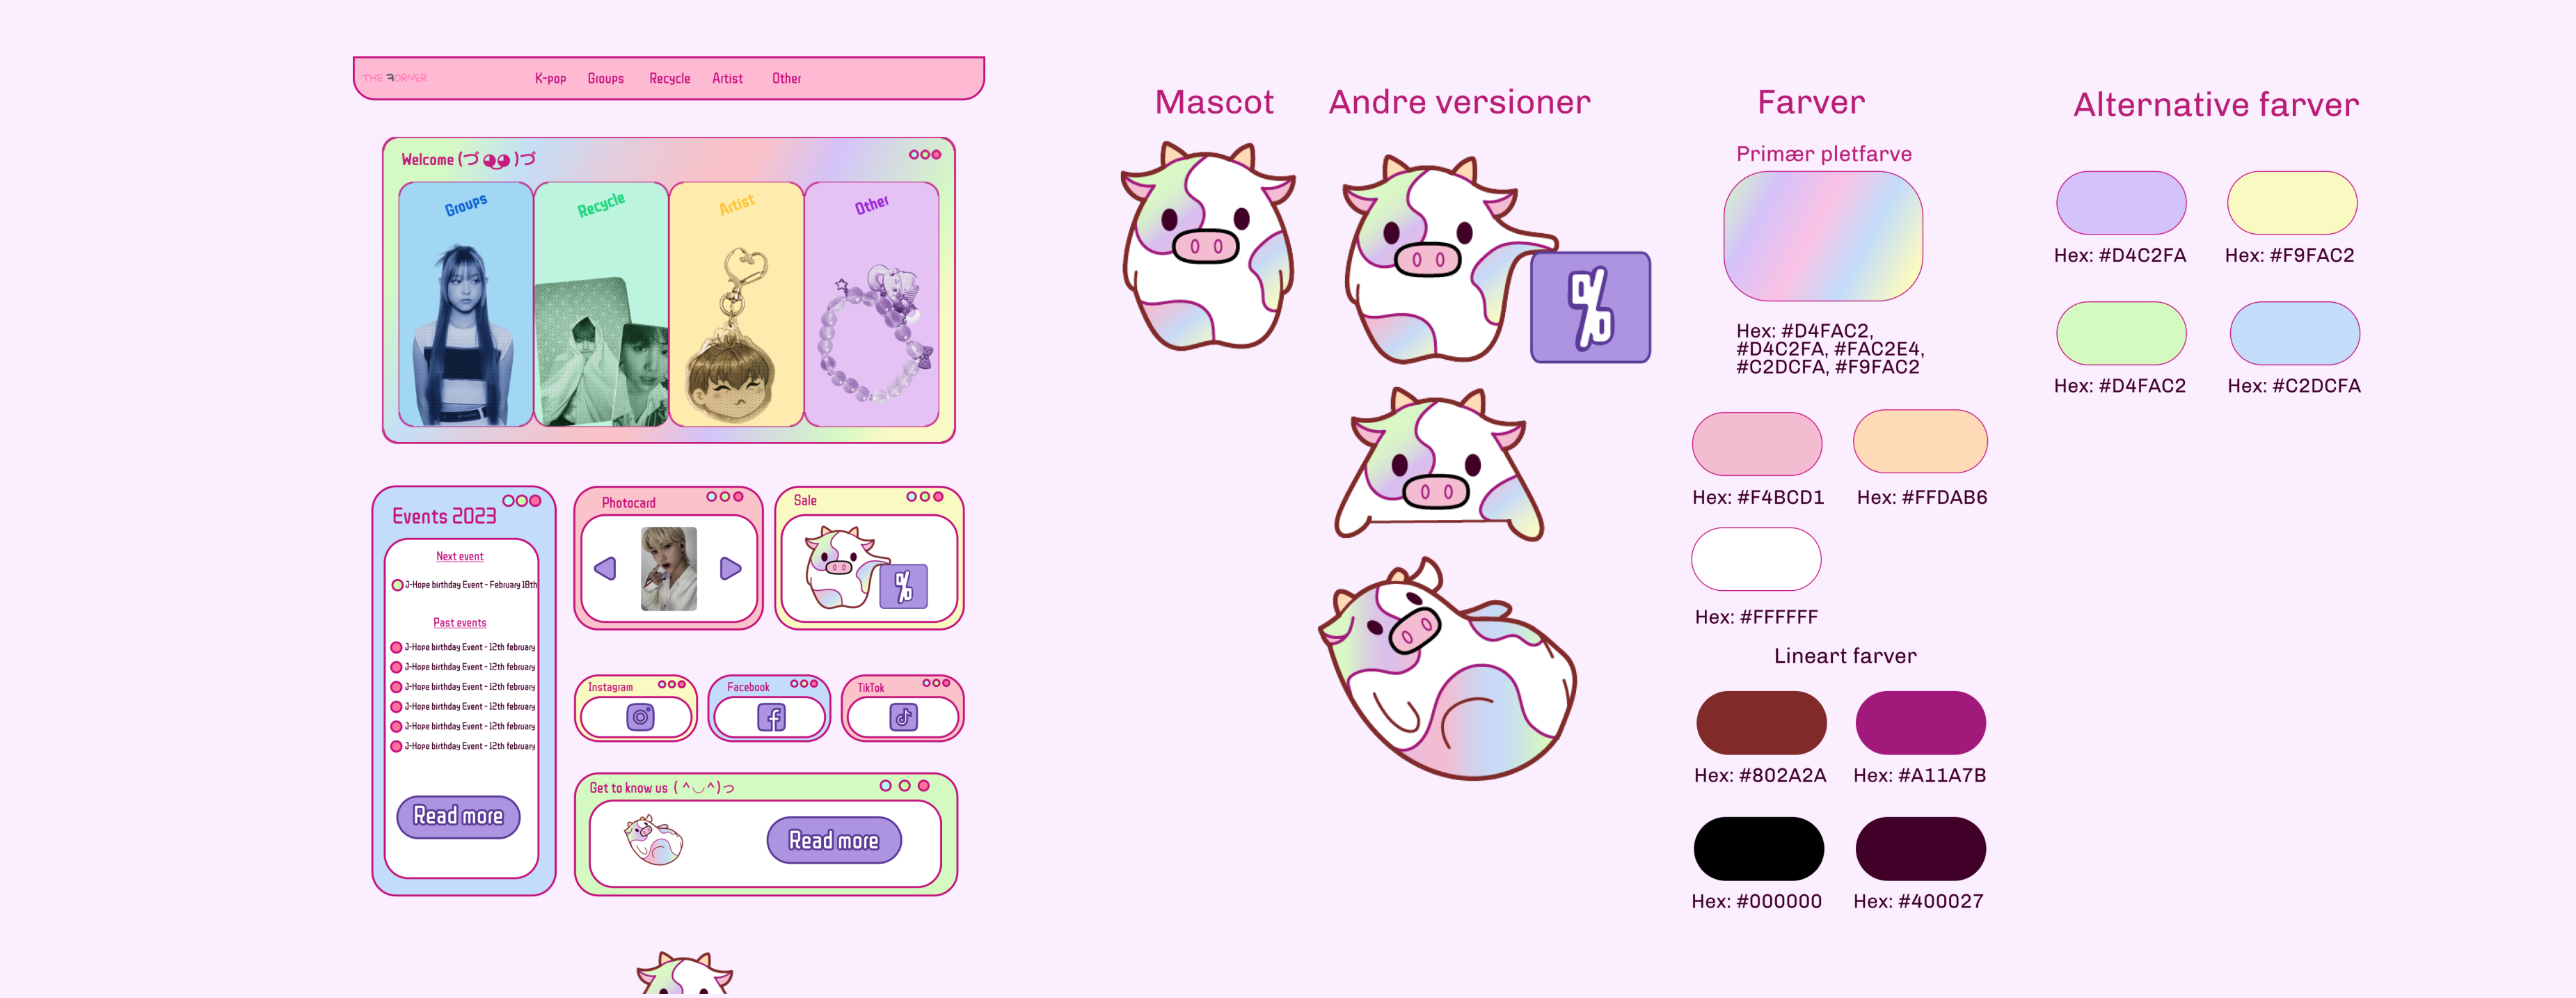 THE 7ORNER
K-pop Groups Recycle Artist Other
Welcome (づ◕◡◕)づ
Groups
Recycle
Artist
Other
Events 2023
Next event
J-Hope birthday Event - February 18th
Past events
J-Hope birthday Event - 12th february
J-Hope birthday Event - 12th february
J-Hope birthday Event - 12th february
J-Hope birthday Event - 12th february
J-Hope birthday Event - 12th february
J-Hope birthday Event - 12th february
Read more
Photocard
Sale
%
Instagram
Facebook
TikTok
Get to know us ( ^◡^)っ
Read more
Mascot
Andre versioner
%
Farver
Primær pletfarve
Hex: #D4FAC2,
#D4C2FA, #FAC2E4,
#C2DCFA, #F9FAC2
Hex: #F4BCD1
Hex: #FFDAB6
Hex: #FFFFFF
Lineart farver
Hex: #802A2A
Hex: #A11A7B
Hex: #000000
Hex: #400027
Alternative farver
Hex: #D4C2FA
Hex: #F9FAC2
Hex: #D4FAC2
Hex: #C2DCFA